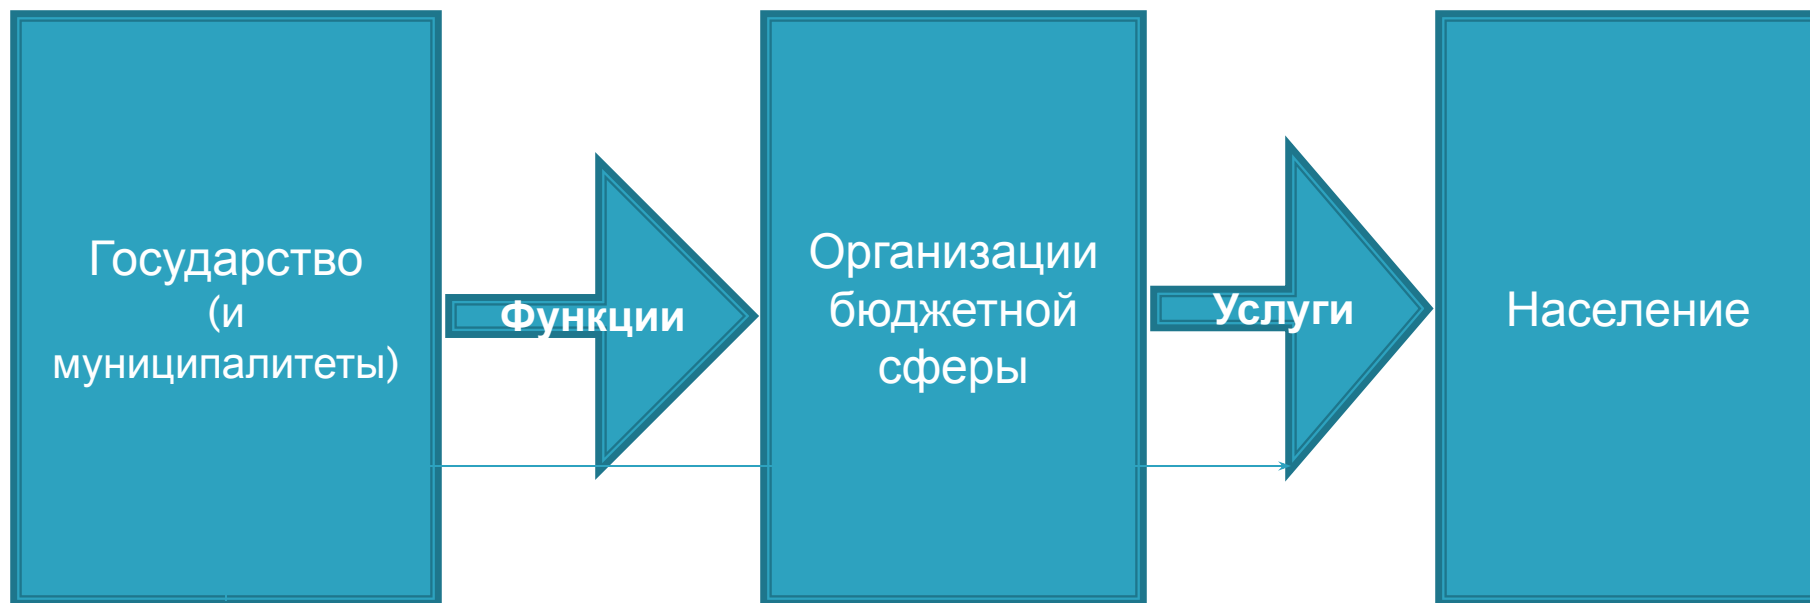 Государство
(и
муниципалитеты)
Функции
Организации
бюджетной
сферы
Услуги
Население